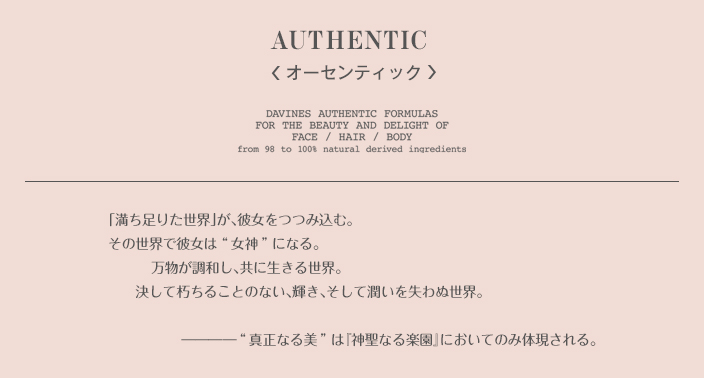 AUTHENTIC
〈 オーセンティック 〉
DAVINES AUTHENTIC FORMULAS
FOR THE BEAUTY AND DELIGHT OF
FACE / HAIR / BODY
from 98 to 100% natural derived ingredients
「満ち足りた世界」が、彼女をつつみ込む。
その世界で彼女は “ 女神 ” になる。
万物が調和し、共に生きる世界。
決して朽ちることのない、輝き、そして潤いを失わぬ世界。
————“ 真正なる美 ” は『神聖なる楽園』においてのみ体現される。